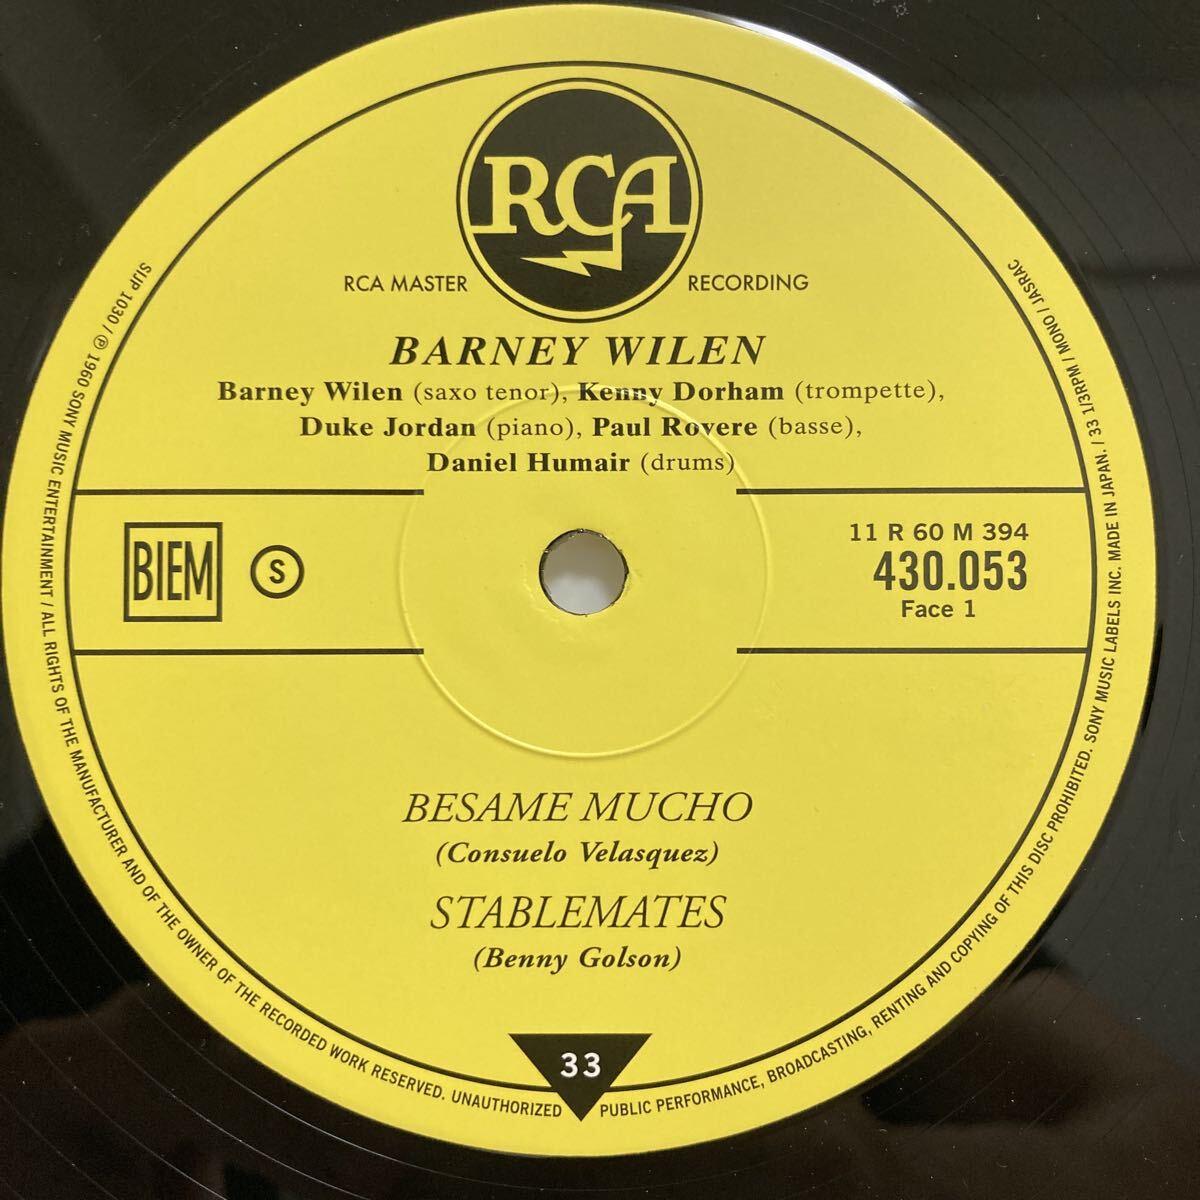 RCA
RCA MASTER RECORDING
BARNEY WILEN
Barney Wilen (saxo tenor), Kenny Dorham (trompette),
Duke Jordan (piano), Paul Rovere (basse),
Daniel Humair (drums)
BIEM
S
11 R 60 M 394
430.053
Face 1
BESAME MUCHO
(Consuelo Velasquez)
STABLEMATES
(Benny Golson)
33
SIJP 1030 / ℗ 1960 SONY MUSIC ENTERTAINMENT / ALL RIGHTS OF THE MANUFACTURER AND OF THE OWNER OF THE RECORDED WORK RESERVED. UNAUTHORIZED PUBLIC PERFORMANCE, BROADCASTING, RENTING AND COPYING OF THIS DISC PROHIBITED. SONY MUSIC LABELS INC. MADE IN JAPAN. / 33 1/3RPM / MONO / JASRAC